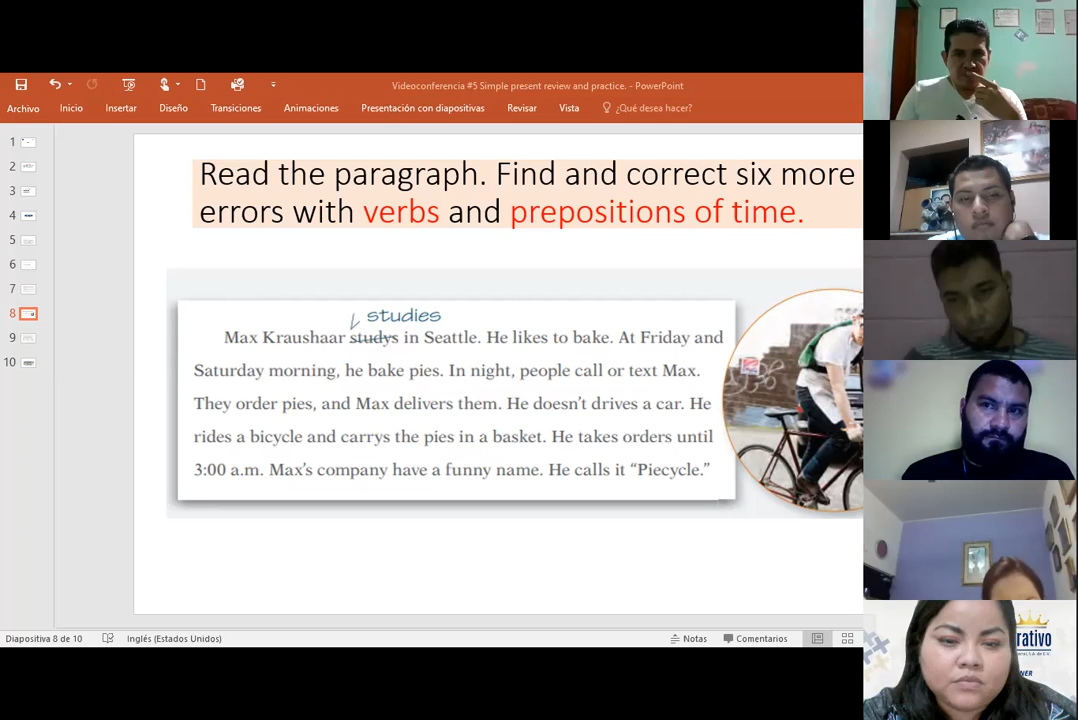 Videoconferencia #5 Simple present review and practice. - PowerPoint
Archivo Inicio Insertar Diseño Transiciones Animaciones Presentación con diapositivas Revisar Vista ¿Qué desea hacer?
1
2
3
4
5
6
7
8
9
10
Read the paragraph. Find and correct six more
errors with verbs and prepositions of time.
studies
Max Kraushaar studys in Seattle. He likes to bake. At Friday and
Saturday morning, he bake pies. In night, people call or text Max.
They order pies, and Max delivers them. He doesn't drives a car. He
rides a bicycle and carrys the pies in a basket. He takes orders until
3:00 a.m. Max's company have a funny name. He calls it "Piecycle."
Diapositiva 8 de 10 Inglés (Estados Unidos) Notas Comentarios
rativo
NER